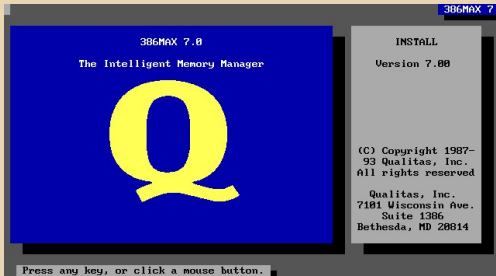 386MAX 7
386MAX 7.0
The Intelligent Memory Manager
Q
INSTALL
Version 7.00
(C) Copyright 1987-
93 Qualitas, Inc.
All rights reserved
Qualitas, Inc.
7101 Wisconsin Ave.
Suite 1386
Bethesda, MD 20814
Press any key, or click a mouse button.